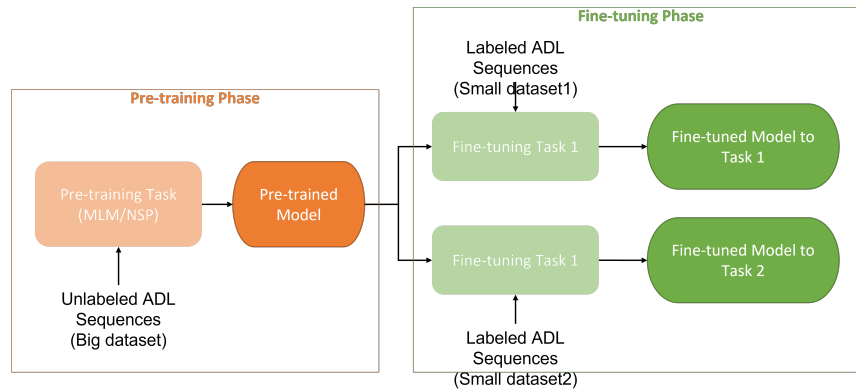 Pre-training Phase
Pre-training Task
(MLM/NSP)
Pre-trained
Model
Unlabeled ADL
Sequences
(Big dataset)
Fine-tuning Phase
Labeled ADL
Sequences
(Small dataset1)
Fine-tuning Task 1
Fine-tuned Model to
Task 1
Fine-tuning Task 1
Fine-tuned Model to
Task 2
Labeled ADL
Sequences
(Small dataset2)